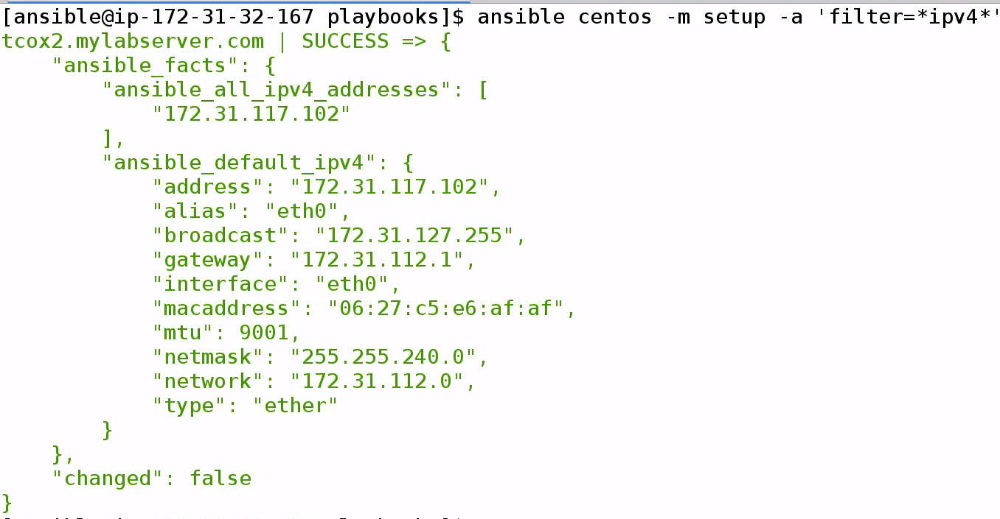 [ansible@ip-172-31-32-167 playbooks]$ ansible centos -m setup -a 'filter=*ipv4*'
tcox2.mylabserver.com | SUCCESS => {
    "ansible_facts": {
        "ansible_all_ipv4_addresses": [
            "172.31.117.102"
        ],
        "ansible_default_ipv4": {
            "address": "172.31.117.102",
            "alias": "eth0",
            "broadcast": "172.31.127.255",
            "gateway": "172.31.112.1",
            "interface": "eth0",
            "macaddress": "06:27:c5:e6:af:af",
            "mtu": 9001,
            "netmask": "255.255.240.0",
            "network": "172.31.112.0",
            "type": "ether"
        }
    },
    "changed": false
}